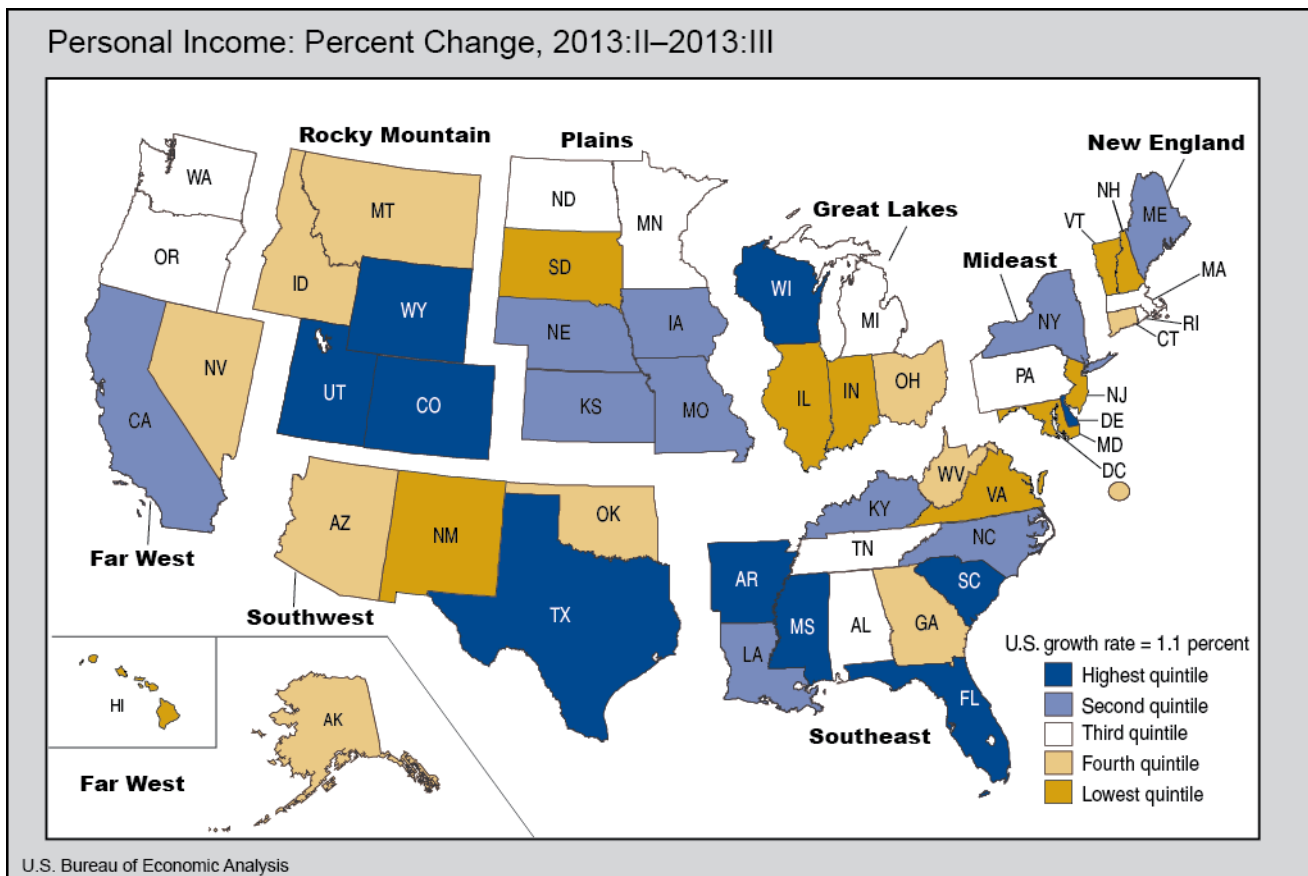 Personal Income: Percent Change, 2013:II–2013:III
Rocky Mountain
Plains
New England
Great Lakes
Mideast
WA
OR
CA
NV
Far West
MT
ID
WY
UT
CO
ND
MN
SD
NE
IA
KS
MO
WI
MI
IL
IN
OH
NH
VT
ME
MA
RI
CT
NY
PA
NJ
DE
MD
DC
AZ
NM
OK
TX
Southwest
WV
VA
KY
TN
NC
AR
SC
MS
AL
GA
LA
FL
Southeast
HI
AK
Far West
U.S. growth rate = 1.1 percent
Highest quintile
Second quintile
Third quintile
Fourth quintile
Lowest quintile
U.S. Bureau of Economic Analysis